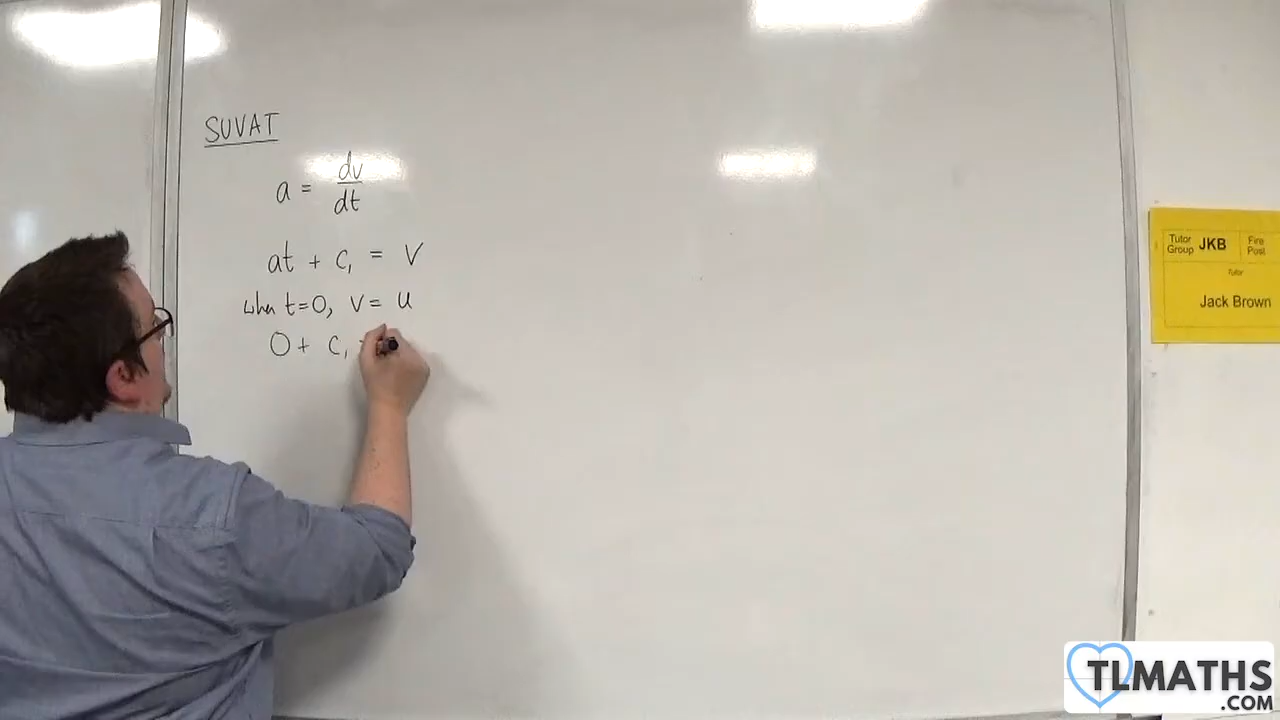 SUVAT
a = dv/dt
at + c₁ = v
when t=0, v= u
0+ c₁
Tutor Group JKB Fire Post
Tutor
Jack Brown
TLMATHS
.COM